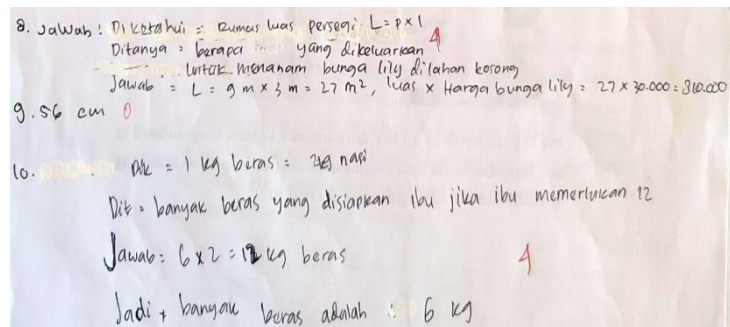 8. Jawab : Diketahui = Rumus luas persegi L = p x l
Ditanya = berapa yang dikeluarkan 4
untuk menanam bunga lily dilahan kosong
Jawab = L = 9 m x 3 m = 27 m², luas x Harga bunga lily = 27 x 30.000 = 810.000
9. 56 cm 0
10. Dik = 1 kg beras = nasi
Dit = banyak beras yang disiapkan ibu jika ibu memerlukan 12
Jawab = 6 x 2 = 12 kg beras 4
Jadi, banyak beras adalah : 6 kg